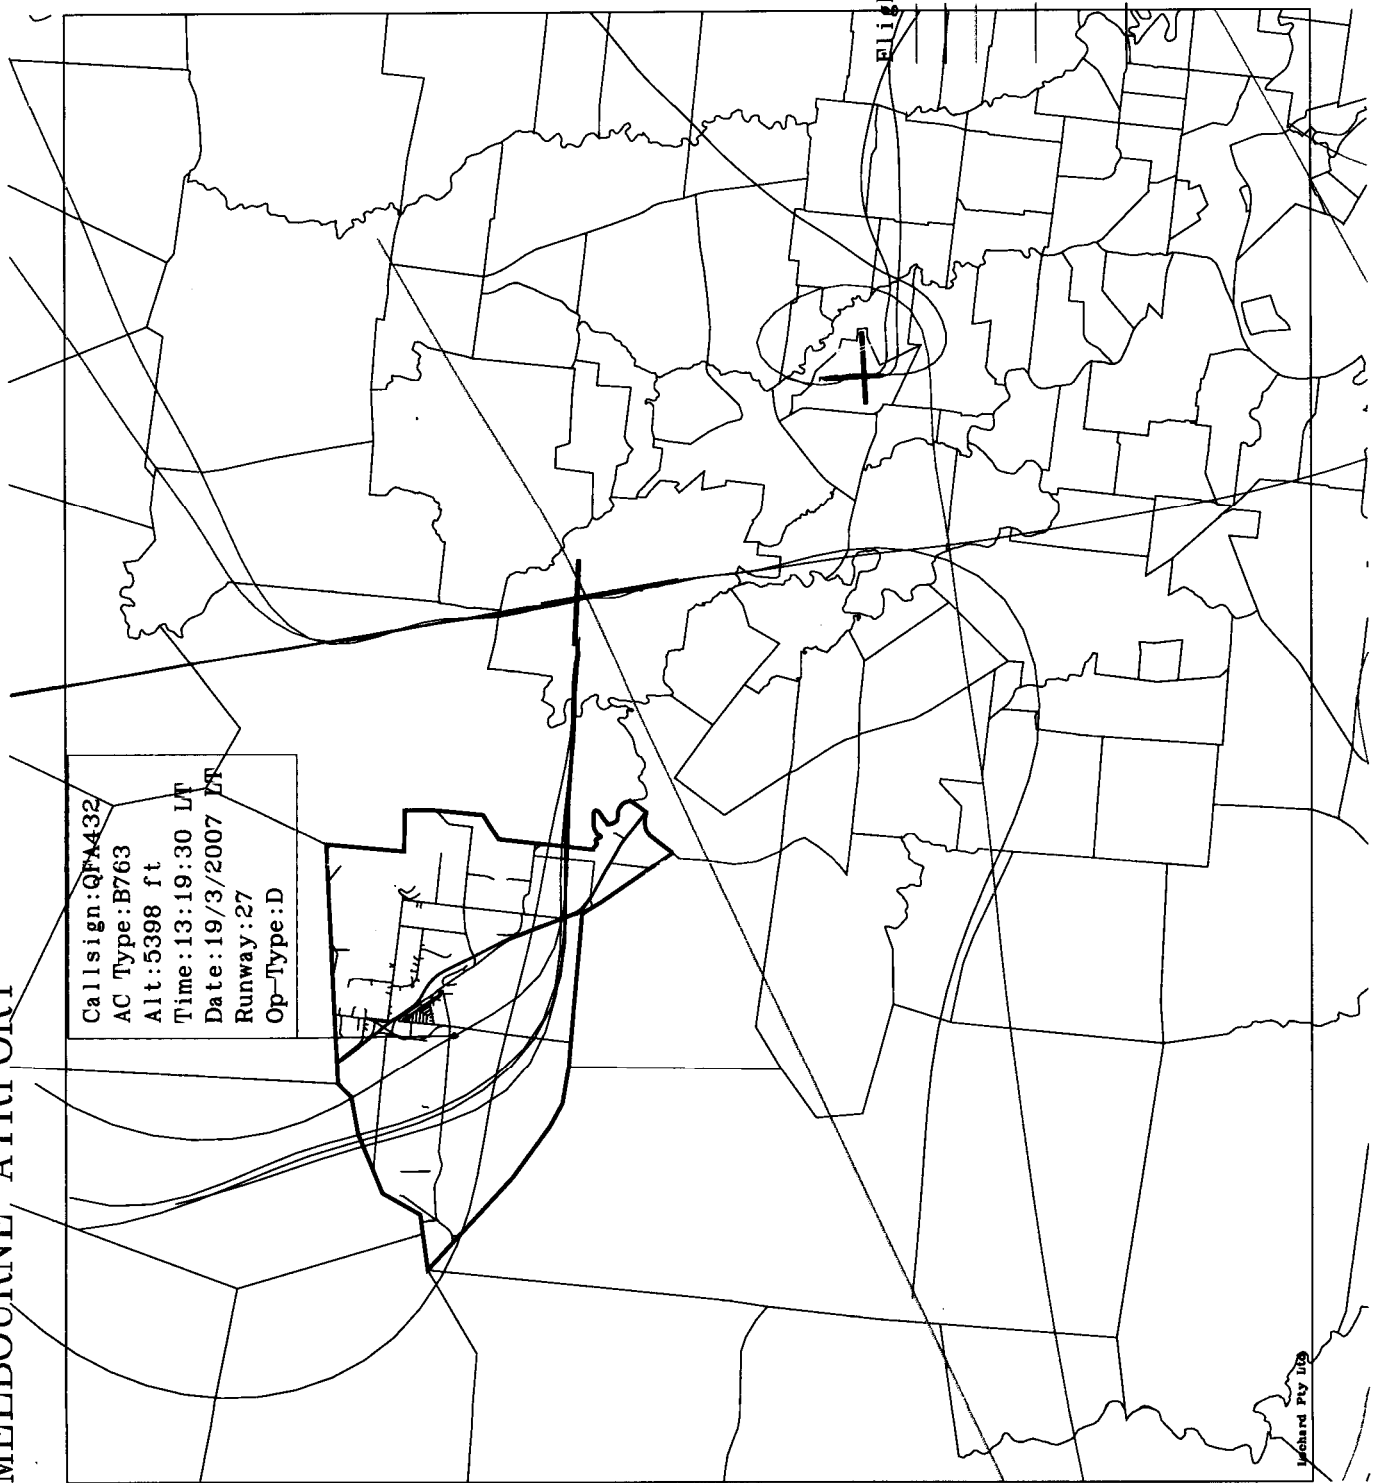 MELBOURNE AIRPORT
Callsign:QFA432
AC Type:B763
Alt:5398 ft
Time:13:19:30 LT
Date:19/3/2007 LT
Runway:27
Op-Type:D
Flig
Lochard Pty Ltd